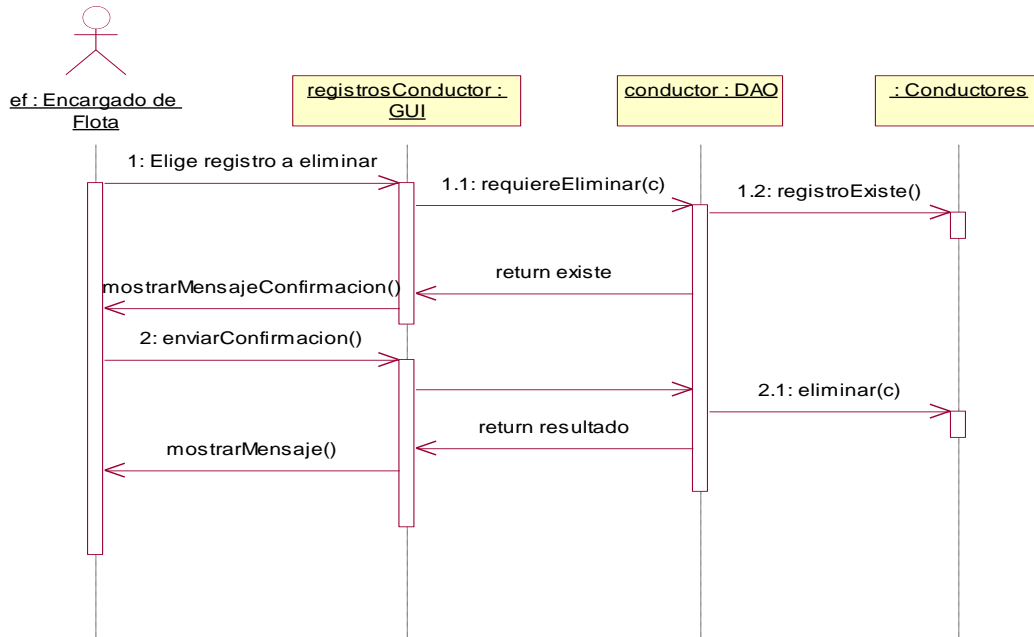 ef : Encargado de
Flota
registrosConductor :
GUI
conductor : DAO
: Conductores
1: Elige registro a eliminar
1.1: requiereEliminar(c)
1.2: registroExiste()
return existe
mostrarMensajeConfirmacion()
2: enviarConfirmacion()
2.1: eliminar(c)
return resultado
mostrarMensaje()